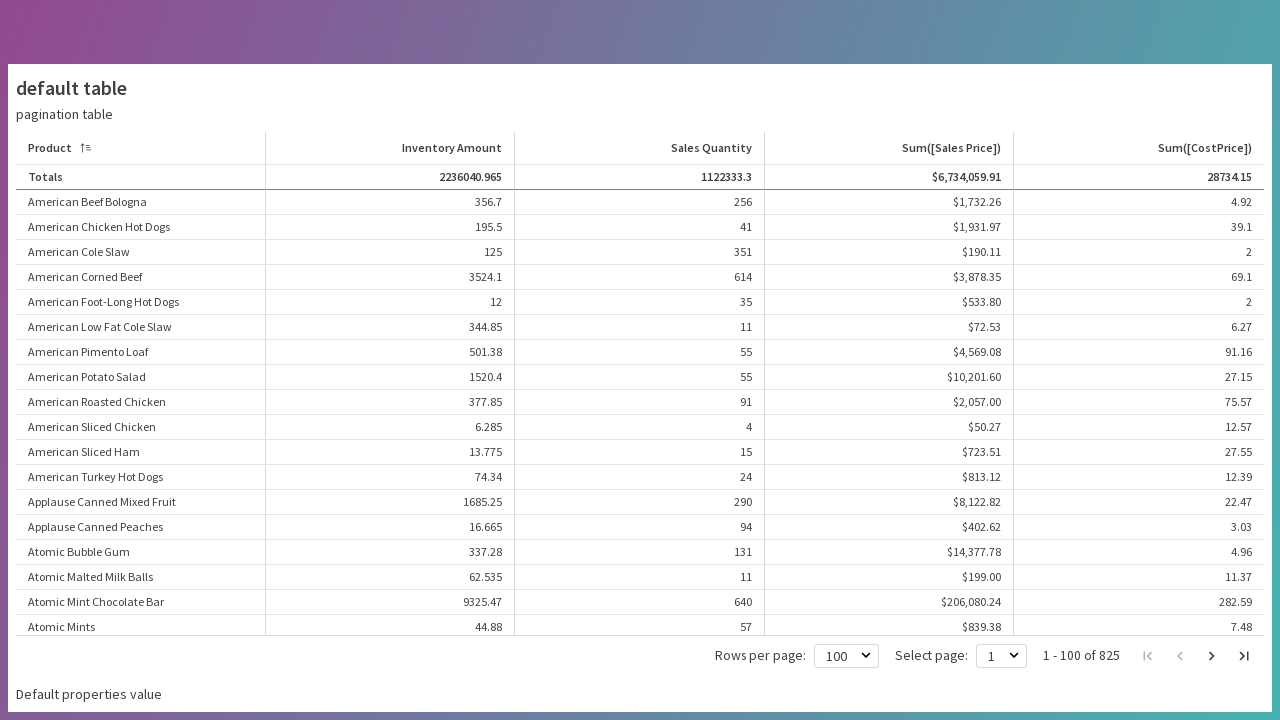 default table
pagination table
Product Inventory Amount Sales Quantity Sum([Sales Price]) Sum([CostPrice])
Totals 2236040.965 1122333.3 $6,734,059.91 28734.15
American Beef Bologna 356.7 256 $1,732.26 4.92
American Chicken Hot Dogs 195.5 41 $1,931.97 39.1
American Cole Slaw 125 351 $190.11 2
American Corned Beef 3524.1 614 $3,878.35 69.1
American Foot-Long Hot Dogs 12 35 $533.80 2
American Low Fat Cole Slaw 344.85 11 $72.53 6.27
American Pimento Loaf 501.38 55 $4,569.08 91.16
American Potato Salad 1520.4 55 $10,201.60 27.15
American Roasted Chicken 377.85 91 $2,057.00 75.57
American Sliced Chicken 6.285 4 $50.27 12.57
American Sliced Ham 13.775 15 $723.51 27.55
American Turkey Hot Dogs 74.34 24 $813.12 12.39
Applause Canned Mixed Fruit 1685.25 290 $8,122.82 22.47
Applause Canned Peaches 16.665 94 $402.62 3.03
Atomic Bubble Gum 337.28 131 $14,377.78 4.96
Atomic Malted Milk Balls 62.535 11 $199.00 11.37
Atomic Mint Chocolate Bar 9325.47 640 $206,080.24 282.59
Atomic Mints 44.88 57 $839.38 7.48
Rows per page: 100 Select page: 1 1 - 100 of 825
Default properties value